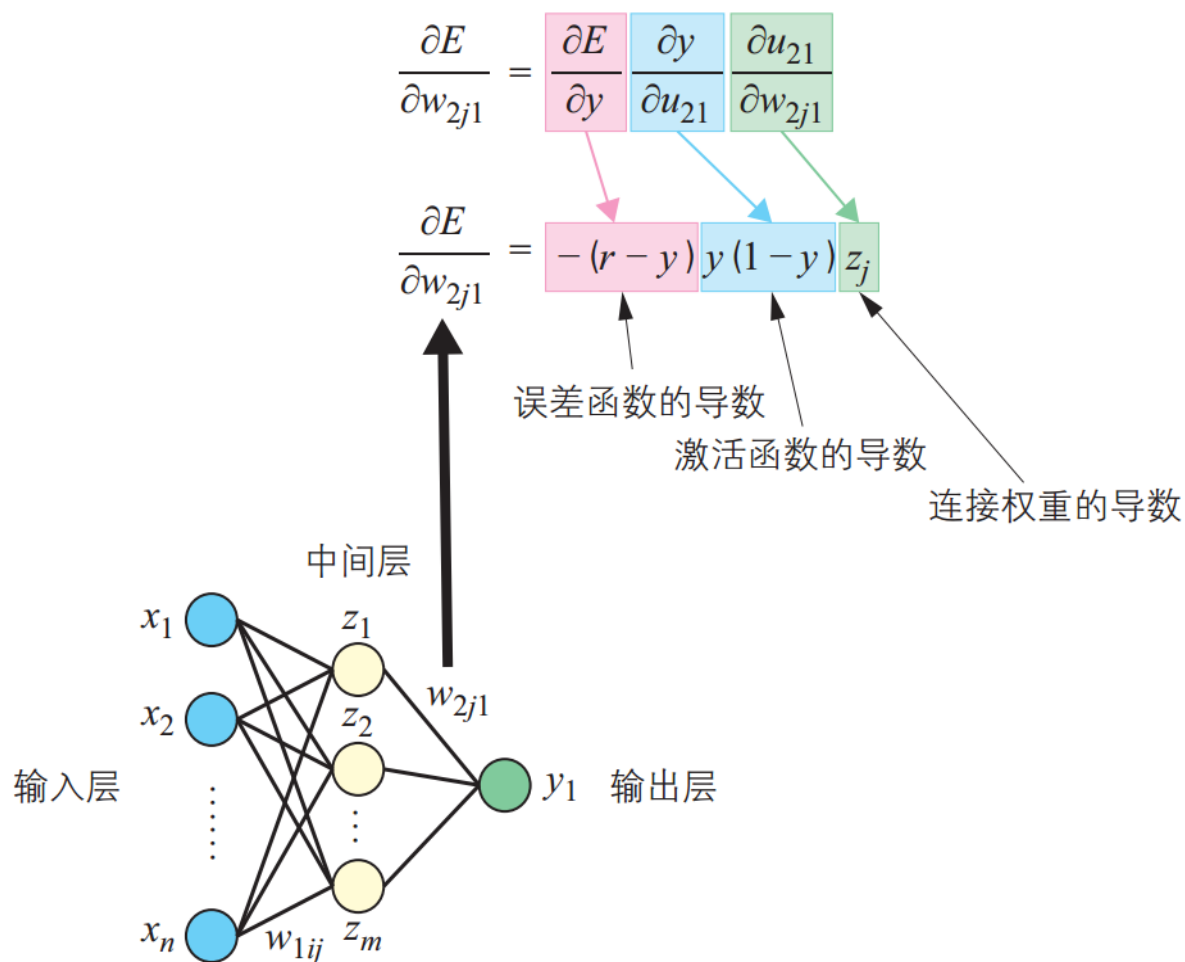 ∂E/∂w₂ⱼ₁ = ∂E/∂y ∂y/∂u₂₁ ∂u₂₁/∂w₂ⱼ₁
∂E/∂w₂ⱼ₁ = −(r − y) y (1 − y) zⱼ
误差函数的导数
激活函数的导数
连接权重的导数
中间层
x₁
z₁
w₂ⱼ₁
x₂
z₂
输入层
y₁
输出层
......
...
xₙ
w₁ᵢⱼ
zₘ